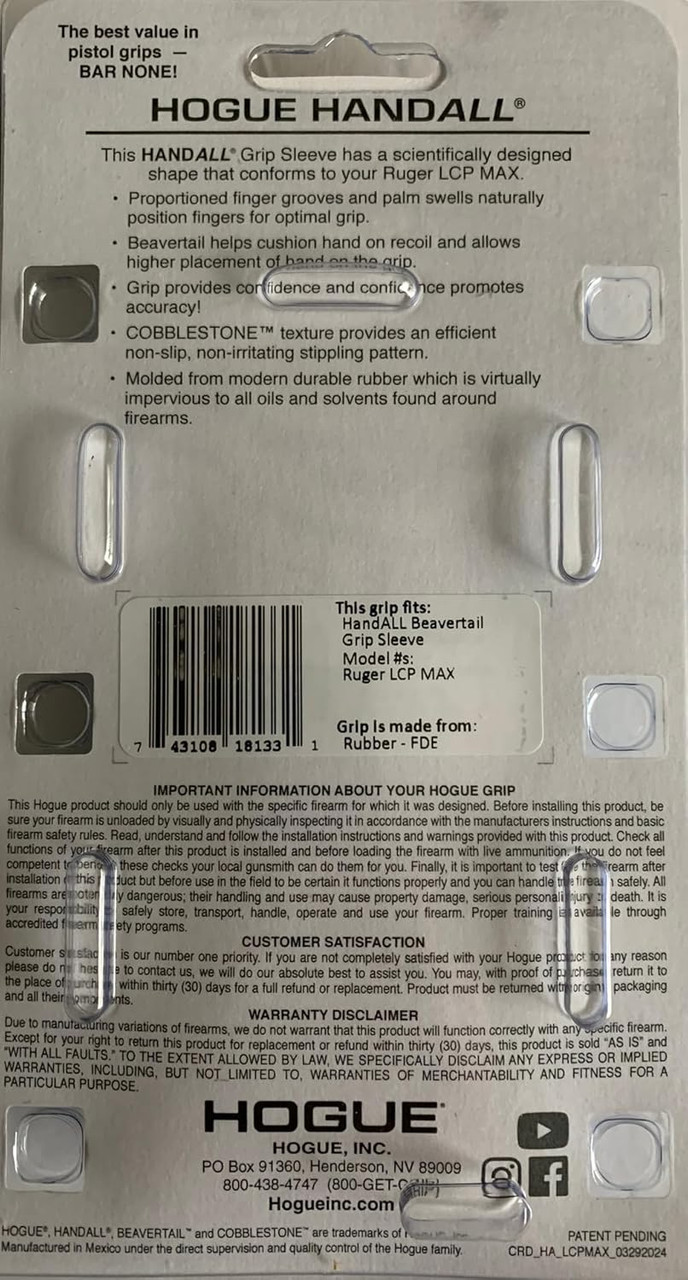 The best value in
pistol grips —
BAR NONE!
HOGUE HANDALL®
This HANDALL® Grip Sleeve has a scientifically designed
shape that conforms to your Ruger LCP MAX.
• Proportioned finger grooves and palm swells naturally
position fingers for optimal grip.
• Beavertail helps cushion hand on recoil and allows
higher placement of hand on the grip.
• Grip provides confidence and confidence promotes
accuracy!
• COBBLESTONE™ texture provides an efficient
non-slip, non-irritating stippling pattern.
• Molded from modern durable rubber which is virtually
impervious to all oils and solvents found around
firearms.
This grip fits:
HandALL Beavertail
Grip Sleeve
Model #s:
Ruger LCP MAX
Grip is made from:
Rubber - FDE
7 43108 18133 1
IMPORTANT INFORMATION ABOUT YOUR HOGUE GRIP
This Hogue product should only be used with the specific firearm for which it was designed. Before installing this product, be
sure your firearm is unloaded by visually and physically inspecting it in accordance with the manufacturers instructions and basic
firearm safety rules. Read, understand and follow the installation instructions and warnings provided with this product. Check all
functions of your firearm after this product is installed and before loading the firearm with live ammunition. If you do not feel
competent to perform these checks your local gunsmith can do them for you. Finally, it is important to test fire the firearm after
installation of this product but before use in the field to be certain it functions properly and you can handle the firearm safely. All
firearms are potentially dangerous; their handling and use may cause property damage, serious personal injury or death. It is
your responsibility to safely store, transport, handle, operate and use your firearm. Proper training is available through
accredited firearm safety programs.
CUSTOMER SATISFACTION
Customer satisfaction is our number one priority. If you are not completely satisfied with your Hogue product for any reason
please do not hesitate to contact us, we will do our absolute best to assist you. You may, with proof of purchase return it to
the place of purchase within thirty (30) days for a full refund or replacement. Product must be returned with original packaging
and all their components.
WARRANTY DISCLAIMER
Due to manufacturing variations of firearms, we do not warrant that this product will function correctly with any specific firearm.
Except for your right to return this product for replacement or refund within thirty (30) days, this product is sold "AS IS" and
"WITH ALL FAULTS." TO THE EXTENT ALLOWED BY LAW, WE SPECIFICALLY DISCLAIM ANY EXPRESS OR IMPLIED
WARRANTIES, INCLUDING, BUT NOT LIMITED TO, WARRANTIES OF MERCHANTABILITY AND FITNESS FOR A
PARTICULAR PURPOSE.
HOGUE®
HOGUE, INC.
PO Box 91360, Henderson, NV 89009
800-438-4747 (800-GET-GRIP)
Hogueinc.com
HOGUE®, HANDALL®, BEAVERTAIL™ and COBBLESTONE™ are trademarks of
Manufactured in Mexico under the direct supervision and quality control of the Hogue family.
PATENT PENDING
CRD_HA_LCPMAX_03292024